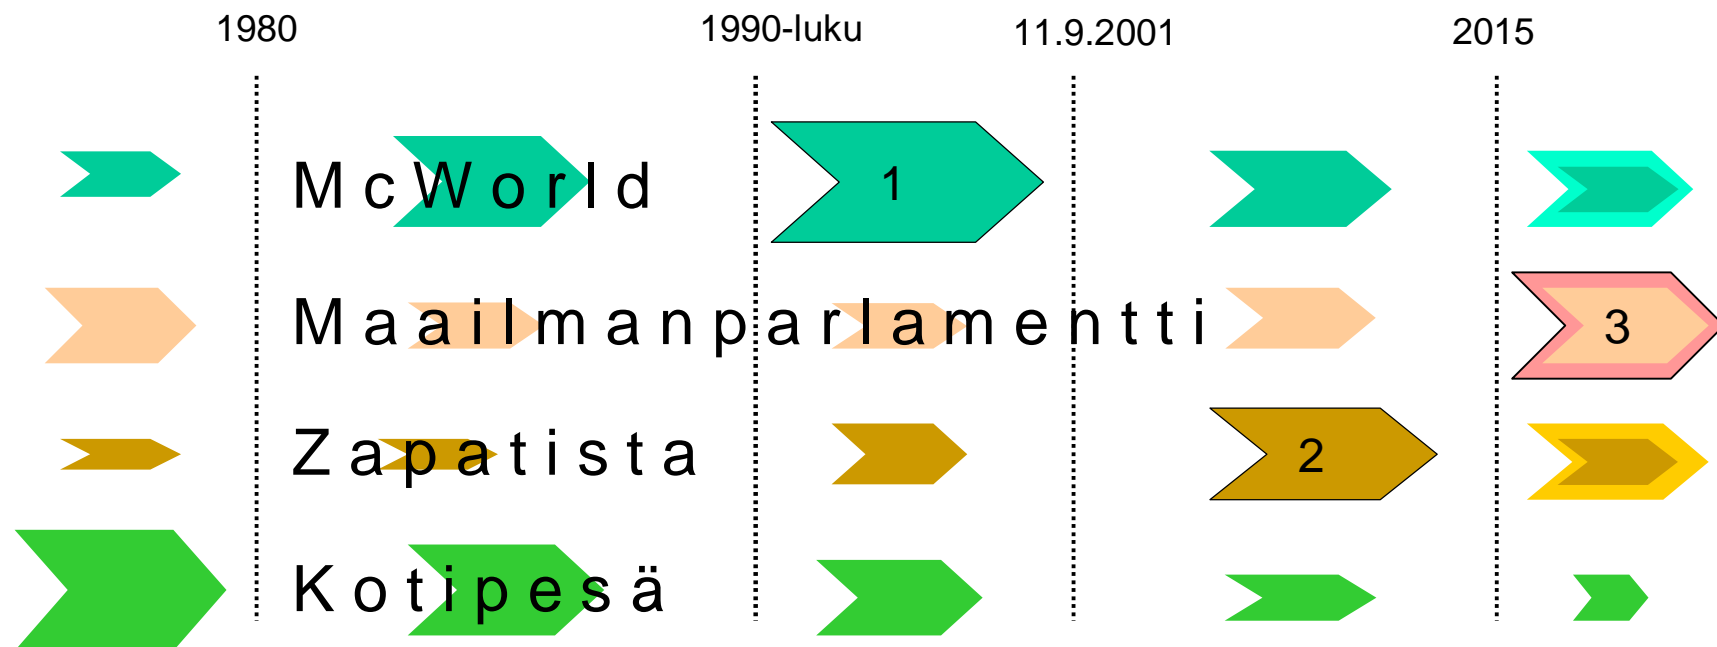 1980 1990-luku 11.9.2001 2015
McWorld 1
Maailmanparlamentti 3
Zapatista 2
Kotipesä